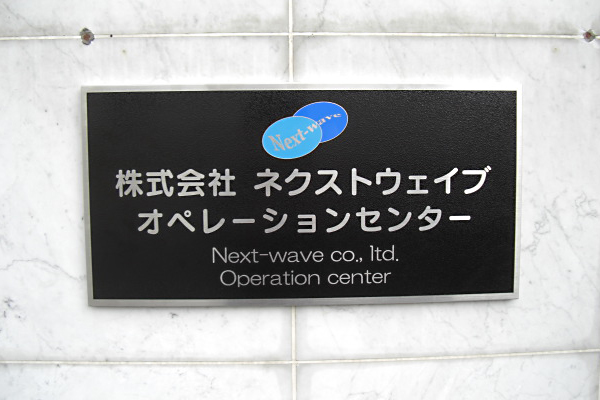 Next-wave
株式会社 ネクストウェイブ
オペレーションセンター
Next-wave co., ltd.
Operation center